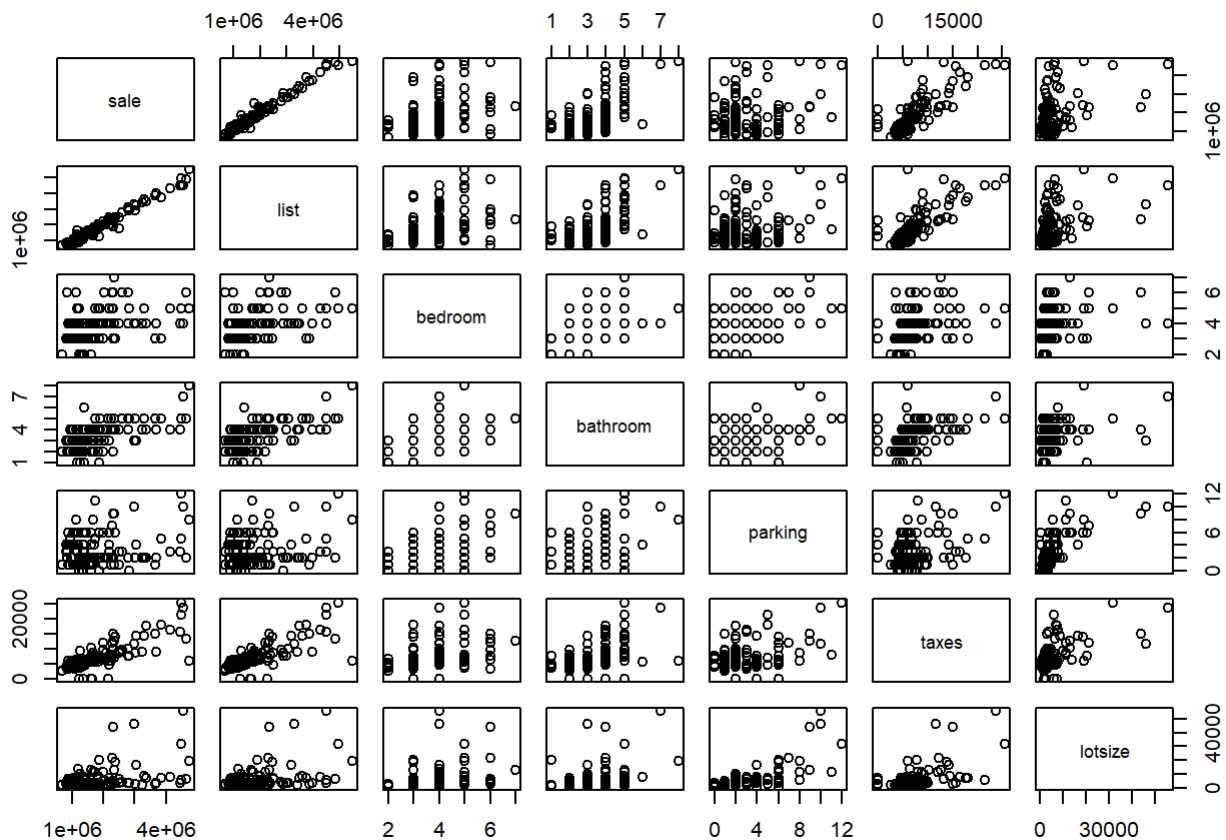 1e+06 4e+06
1 3 5 7
0 15000
sale
1e+06
list
1e+06
bedroom
2 4 6
bathroom
1 4 7
parking
0 6 12
taxes
0 20000
lotsize
0 40000
1e+06 4e+06
2 4 6
0 4 8 12
0 30000